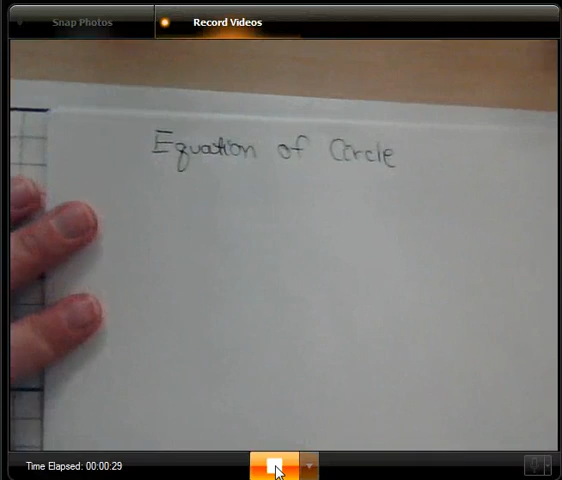 Snap Photos
Record Videos
Equation of Circle
Time Elapsed: 00:00:29